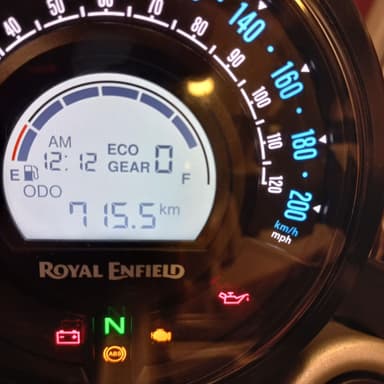 40 50 60 70 80 90 100 110 120
140 160 180 200
km/h
mph
AM ECO
12:12 GEAR 0
E F
ODO
715.5 km
ROYAL ENFIELD
N
ABS